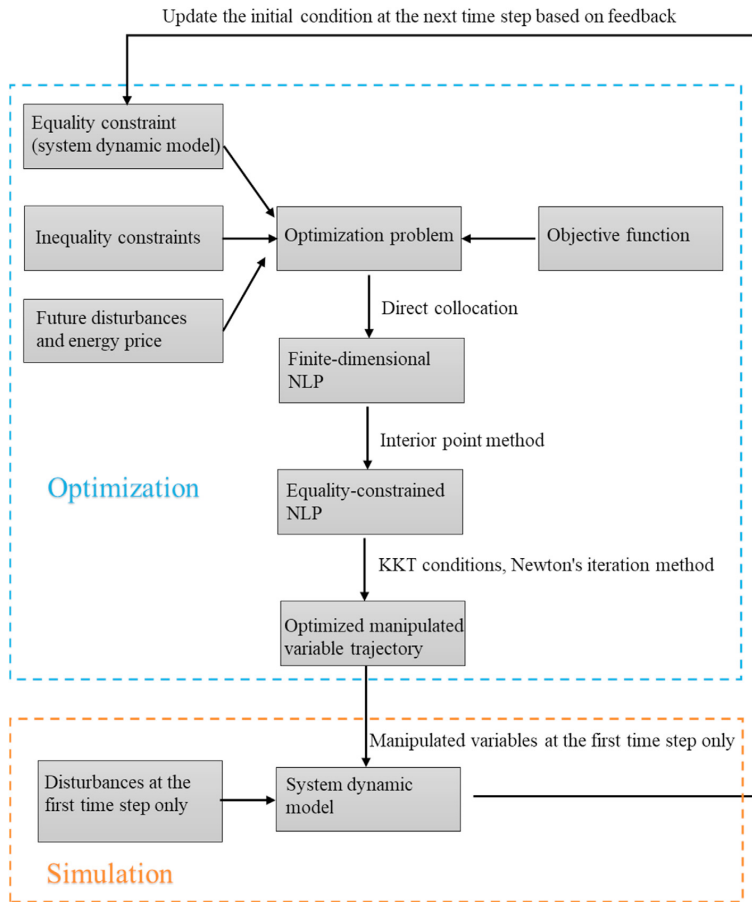 Update the initial condition at the next time step based on feedback
Equality constraint
(system dynamic model)
Inequality constraints
Optimization problem
Objective function
Future disturbances
and energy price
Direct collocation
Finite-dimensional
NLP
Interior point method
Optimization
Equality-constrained
NLP
KKT conditions, Newton's iteration method
Optimized manipulated
variable trajectory
Manipulated variables at the first time step only
Disturbances at the
first time step only
System dynamic
model
Simulation